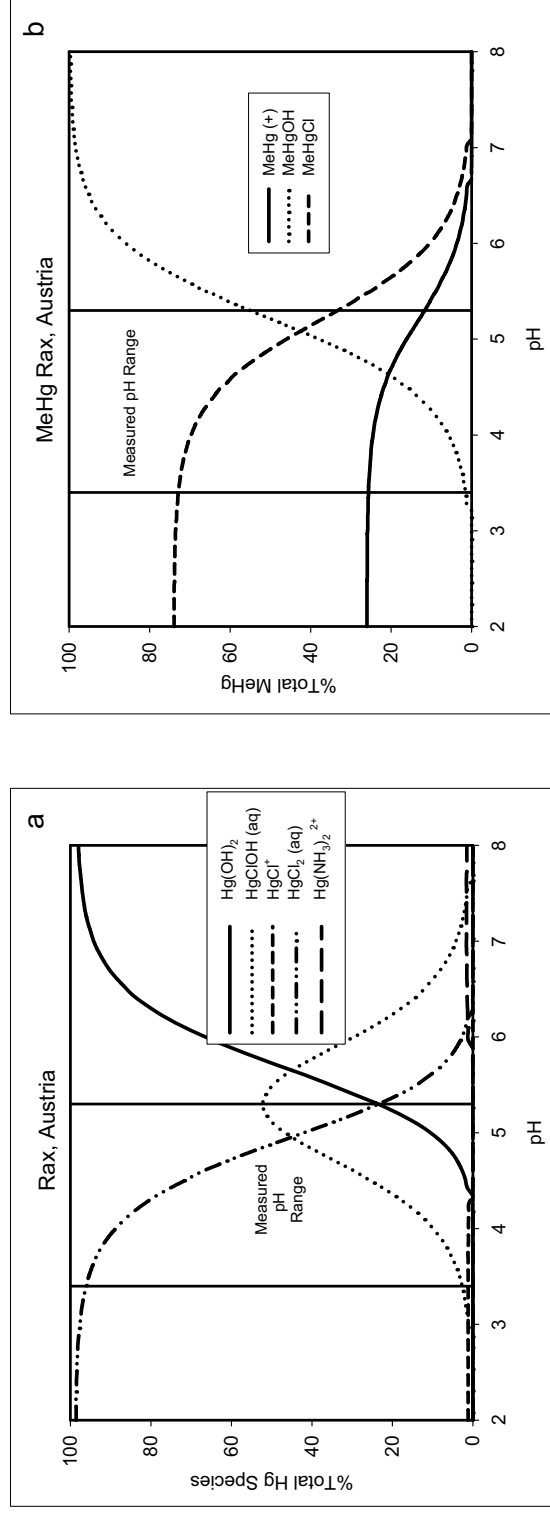 a
Rax, Austria
100
80
60
40
20
0
%Total Hg Species
Measured
pH
Range
Hg(OH)₂
HgClOH (aq)
HgCl⁺
HgCl₂ (aq)
Hg(NH₃)₂²⁺
2 3 4 5 6 7 8
pH
b
MeHg Rax, Austria
100
80
60
40
20
0
%Total MeHg
Measured pH Range
MeHg (+)
MeHgOH
MeHgCl
2 3 4 5 6 7 8
pH